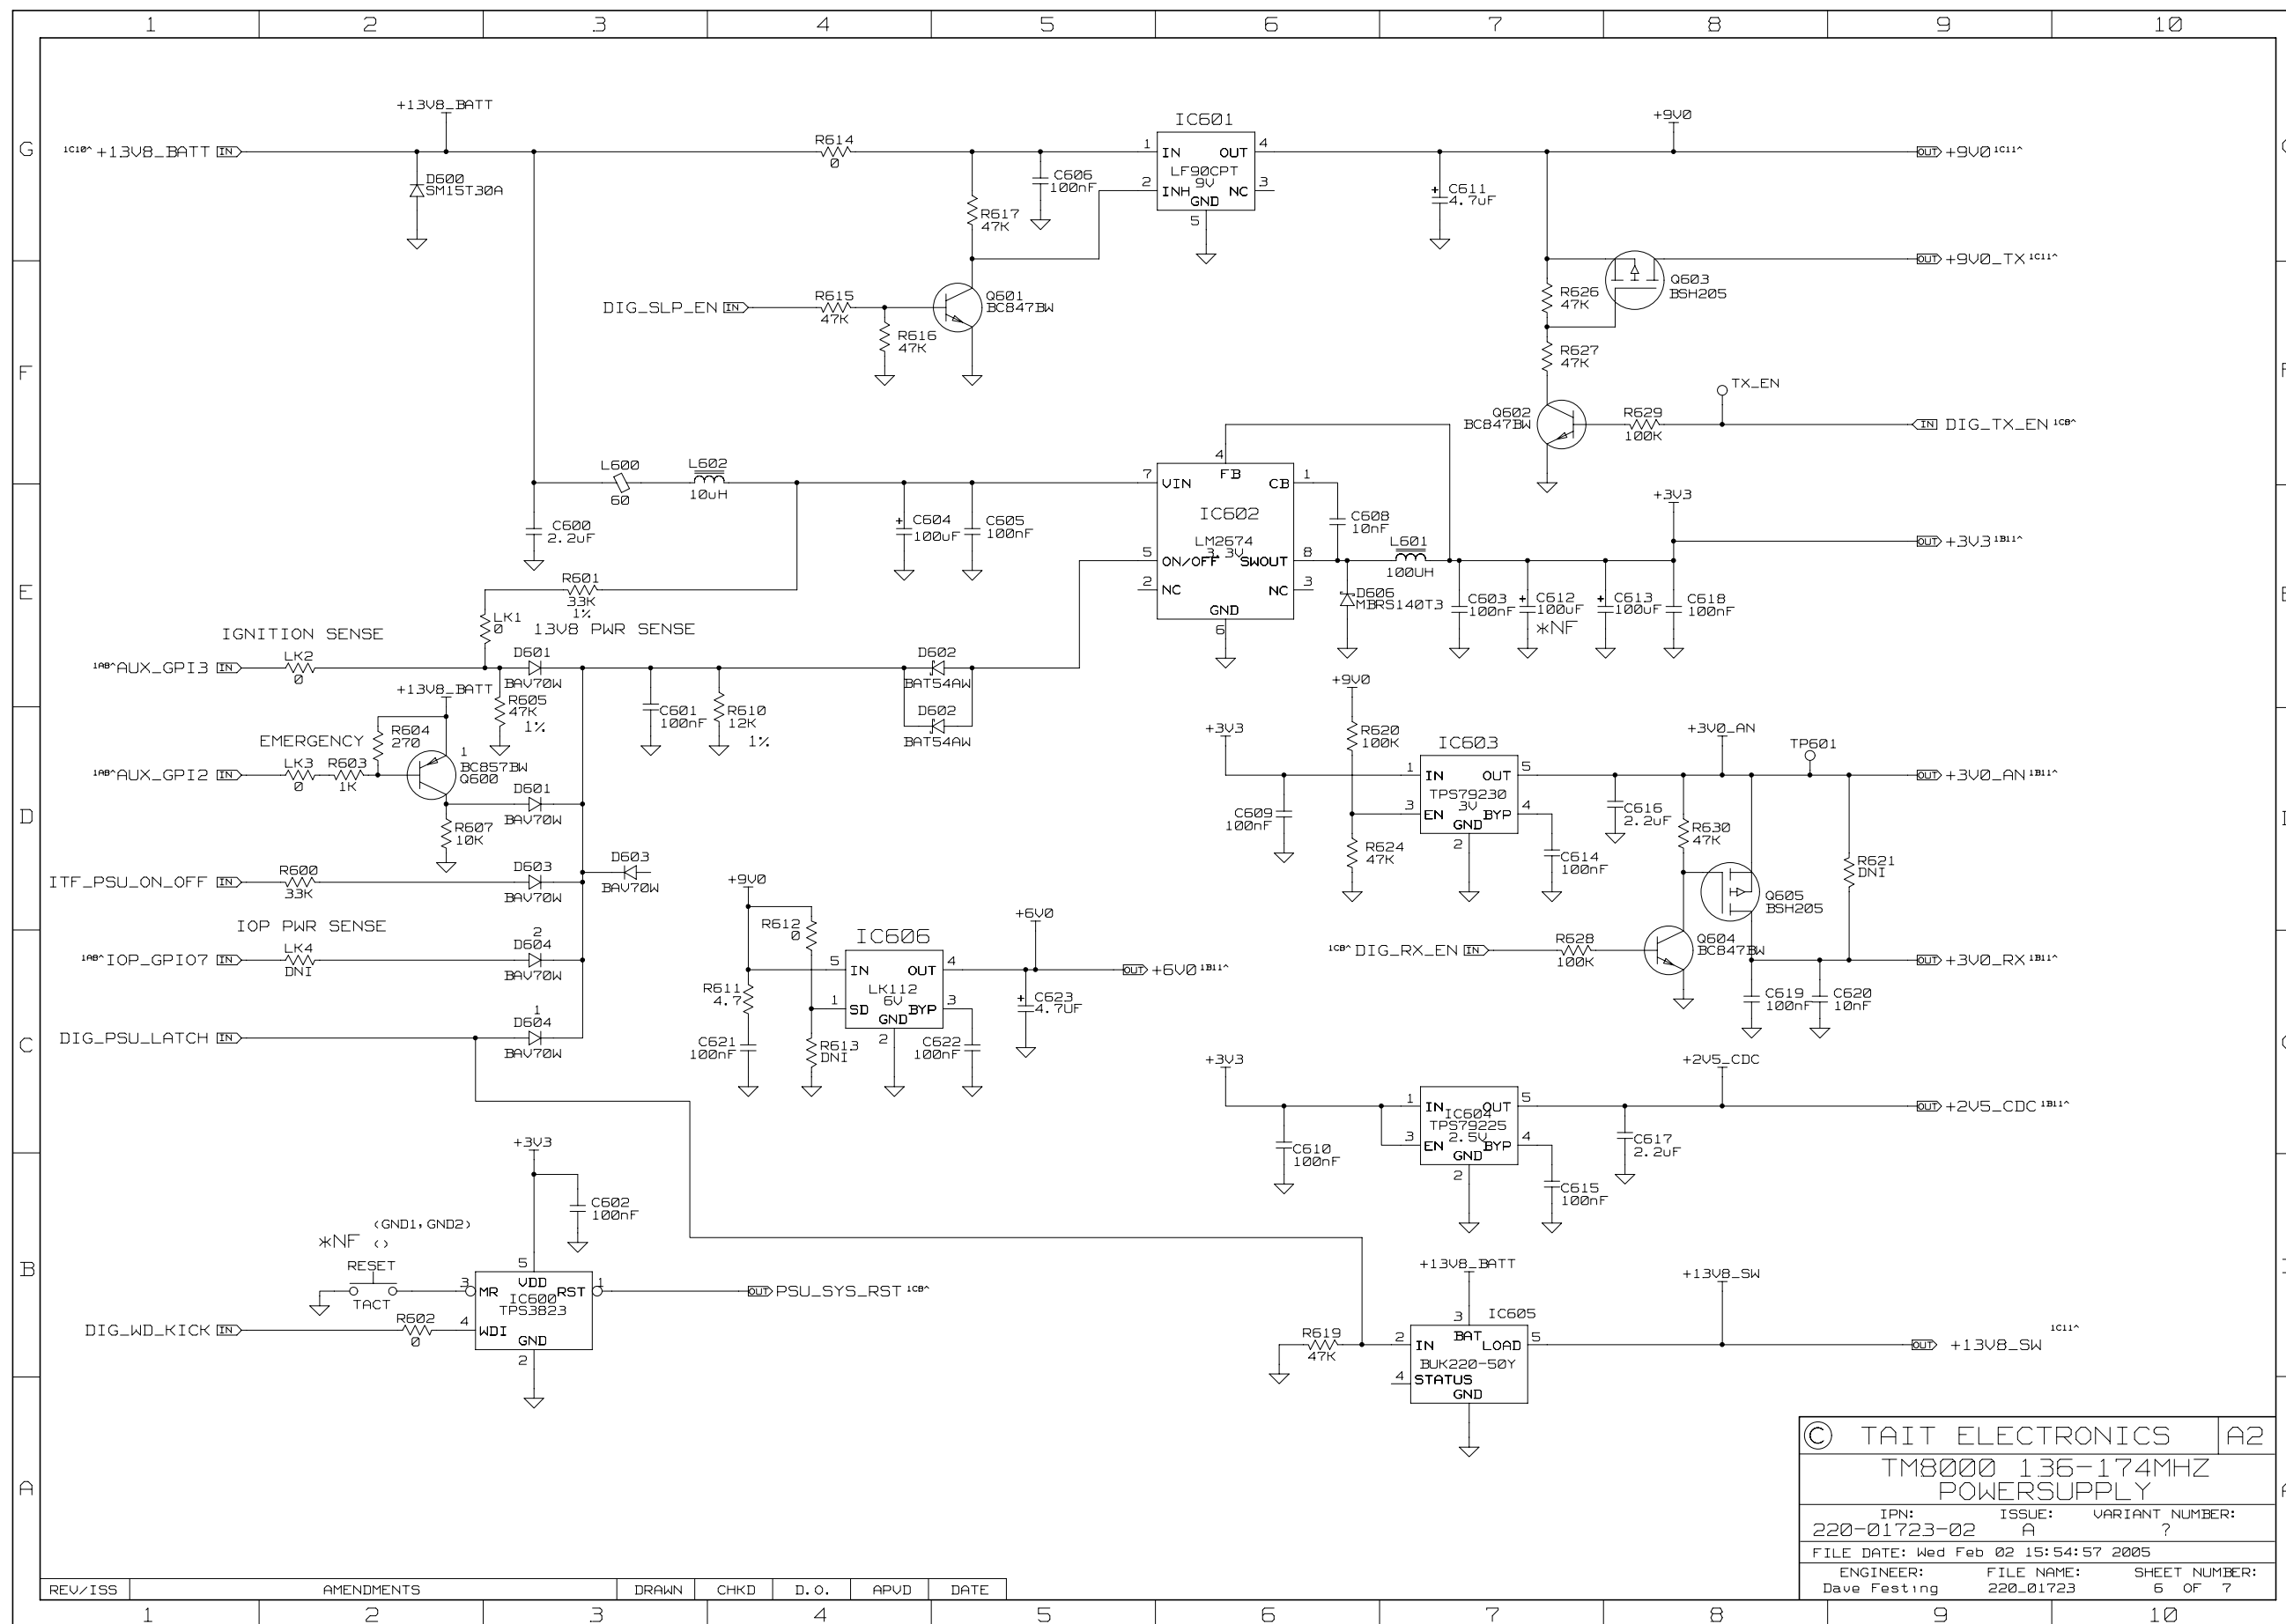 1 2 3 4 5 6 7 8 9 10
G
F
E
D
C
B
A
+13V8_BATT
1C10^ +13V8_BATT IN
D600
SM15T30A
R614
0
R617
47K
C606
100nF
IC601
1 IN OUT 4
LF90CPT
9V
2 INH NC 3
GND
5
C611
4.7uF
+9V0
OUT +9V0 1C11^
OUT +9V0_TX 1C11^
Q603
BSH205
R626
47K
R627
47K
DIG_SLP_EN IN
R615
47K
R616
47K
Q601
BC847BW
TX_EN
Q602
BC847BW
R629
100K
IN DIG_TX_EN 1C8^
L600
60
L602
10uH
C600
2.2uF
C604
100uF
C605
100nF
4
FB
7 VIN CB 1
IC602
LM2674
3.3V
5 ON/OFF SWOUT 8
2 NC NC 3
GND
6
C608
10nF
L601
100UH
+3V3
OUT +3V3 1B11^
D606
MBRS140T3
C603
100nF
C612
100uF
*NF
C613
100uF
C618
100nF
R601
33K
1%
LK1
0
13V8 PWR SENSE
IGNITION SENSE
1A8^ AUX_GPI3 IN
LK2
0
D601
BAV70W
R605
47K
1%
C601
100nF
R610
12K
1%
D602
BAT54AW
D602
BAT54AW
+13V8_BATT
R604
270
EMERGENCY
1A8^ AUX_GPI2 IN
LK3
0
R603
1K
1
BC857BW
Q600
D601
BAV70W
R607
10K
ITF_PSU_ON_OFF IN
R600
33K
D603
BAV70W
D603
BAV70W
IOP PWR SENSE
1A8^ IOP_GPIO7 IN
LK4
DNI
2
D604
BAV70W
DIG_PSU_LATCH IN
1
D604
BAV70W
+9V0
R612
0
R611
4.7
C621
100nF
R613
DNI
IC606
5 IN OUT 4
LK112
6V
1 SD BYP 3
GND
2
C622
100nF
+6V0
C623
4.7UF
OUT +6V0 1B11^
+3V3
+9V0
R620
100K
C609
100nF
R624
47K
IC603
1 IN OUT 5
TPS79230
3V
3 EN BYP 4
GND
2
C614
100nF
+3V0_AN
TP601
C616
2.2uF
R630
47K
OUT +3V0_AN 1B11^
R621
DNI
Q605
BSH205
1C8^ DIG_RX_EN IN
R628
100K
Q604
BC847BW
OUT +3V0_RX 1B11^
C619
100nF
C620
10nF
+3V3
C610
100nF
1 IN OUT 5
IC604
TPS79225
2.5V
3 EN BYP 4
GND
2
C615
100nF
+2V5_CDC
C617
2.2uF
OUT +2V5_CDC 1B11^
+3V3
C602
100nF
(GND1,GND2)
*NF ()
RESET
TACT
5
VDD
3 MR RST 1
IC600
TPS3823
4 WDI
GND
2
DIG_WD_KICK IN
R602
0
OUT PSU_SYS_RST 1C8^
+13V8_BATT
IC605
3
BAT
2 IN LOAD 5
BUK220-50Y
4 STATUS
GND
R619
47K
+13V8_SW
OUT +13V8_SW 1C11^
© TAIT ELECTRONICS A2
TM8000 136-174MHZ
POWERSUPPLY
IPN: ISSUE: VARIANT NUMBER:
220-01723-02 A ?
FILE DATE: Wed Feb 02 15:54:57 2005
ENGINEER: FILE NAME: SHEET NUMBER:
Dave Festing 220_01723 6 OF 7
REV/ISS AMENDMENTS DRAWN CHKD D.O. APVD DATE
1 2 3 4 5 6 7 8 9 10